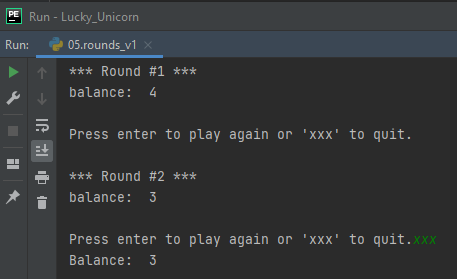 PE
Run - Lucky_Unicorn
Run: 05.rounds_v1 ×
*** Round #1 ***
balance:  4
Press enter to play again or 'xxx' to quit.
*** Round #2 ***
balance:  3
Press enter to play again or 'xxx' to quit.xxx
Balance:  3